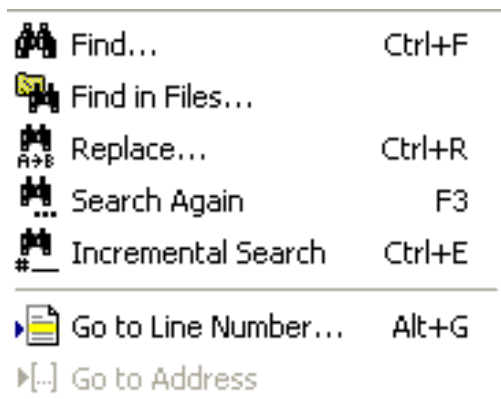 Find... Ctrl+F
Find in Files...
A→B Replace... Ctrl+R
... Search Again F3
#__ Incremental Search Ctrl+E
Go to Line Number... Alt+G
[...] Go to Address